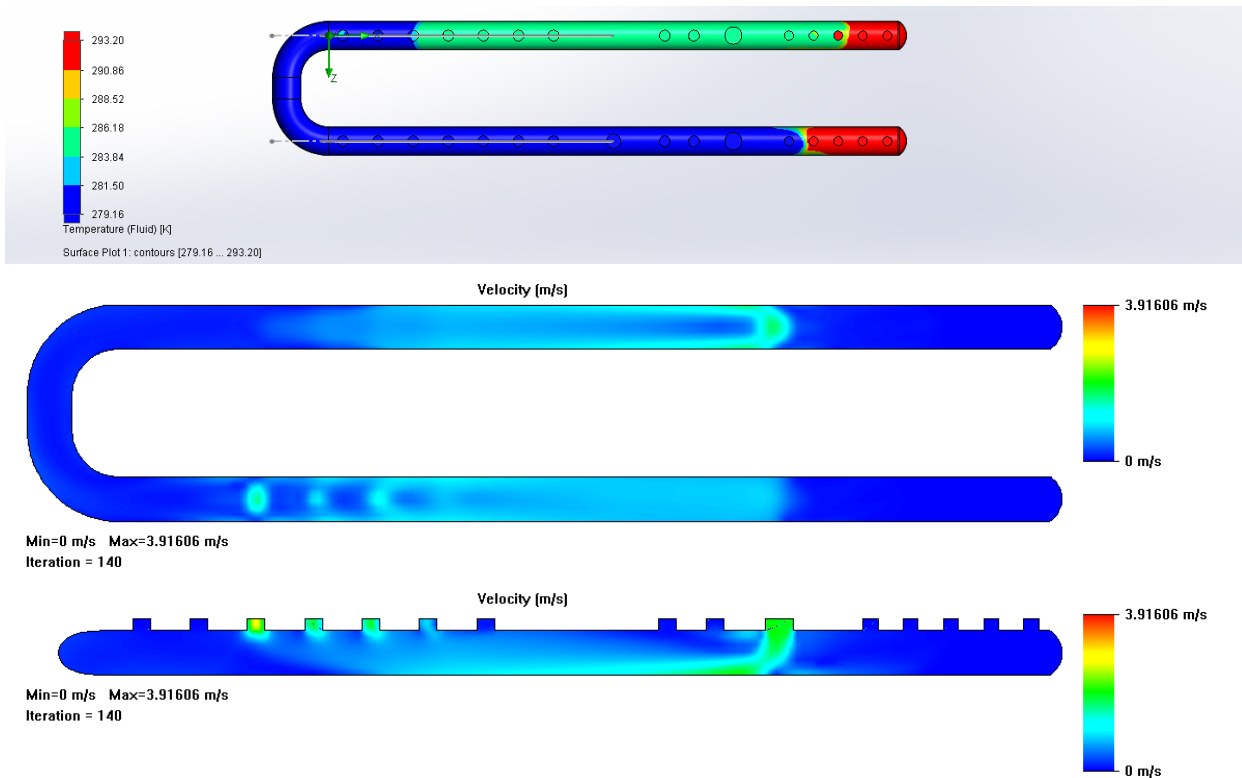 293.20
290.86
288.52
286.18
283.84
281.50
279.16
Temperature (Fluid) [K]
Surface Plot 1: contours [279.16 ... 293.20]
Z
Velocity (m/s)
3.91606 m/s
0 m/s
Min=0 m/s Max=3.91606 m/s
Iteration = 140
Velocity (m/s)
3.91606 m/s
Min=0 m/s Max=3.91606 m/s
Iteration = 140
0 m/s